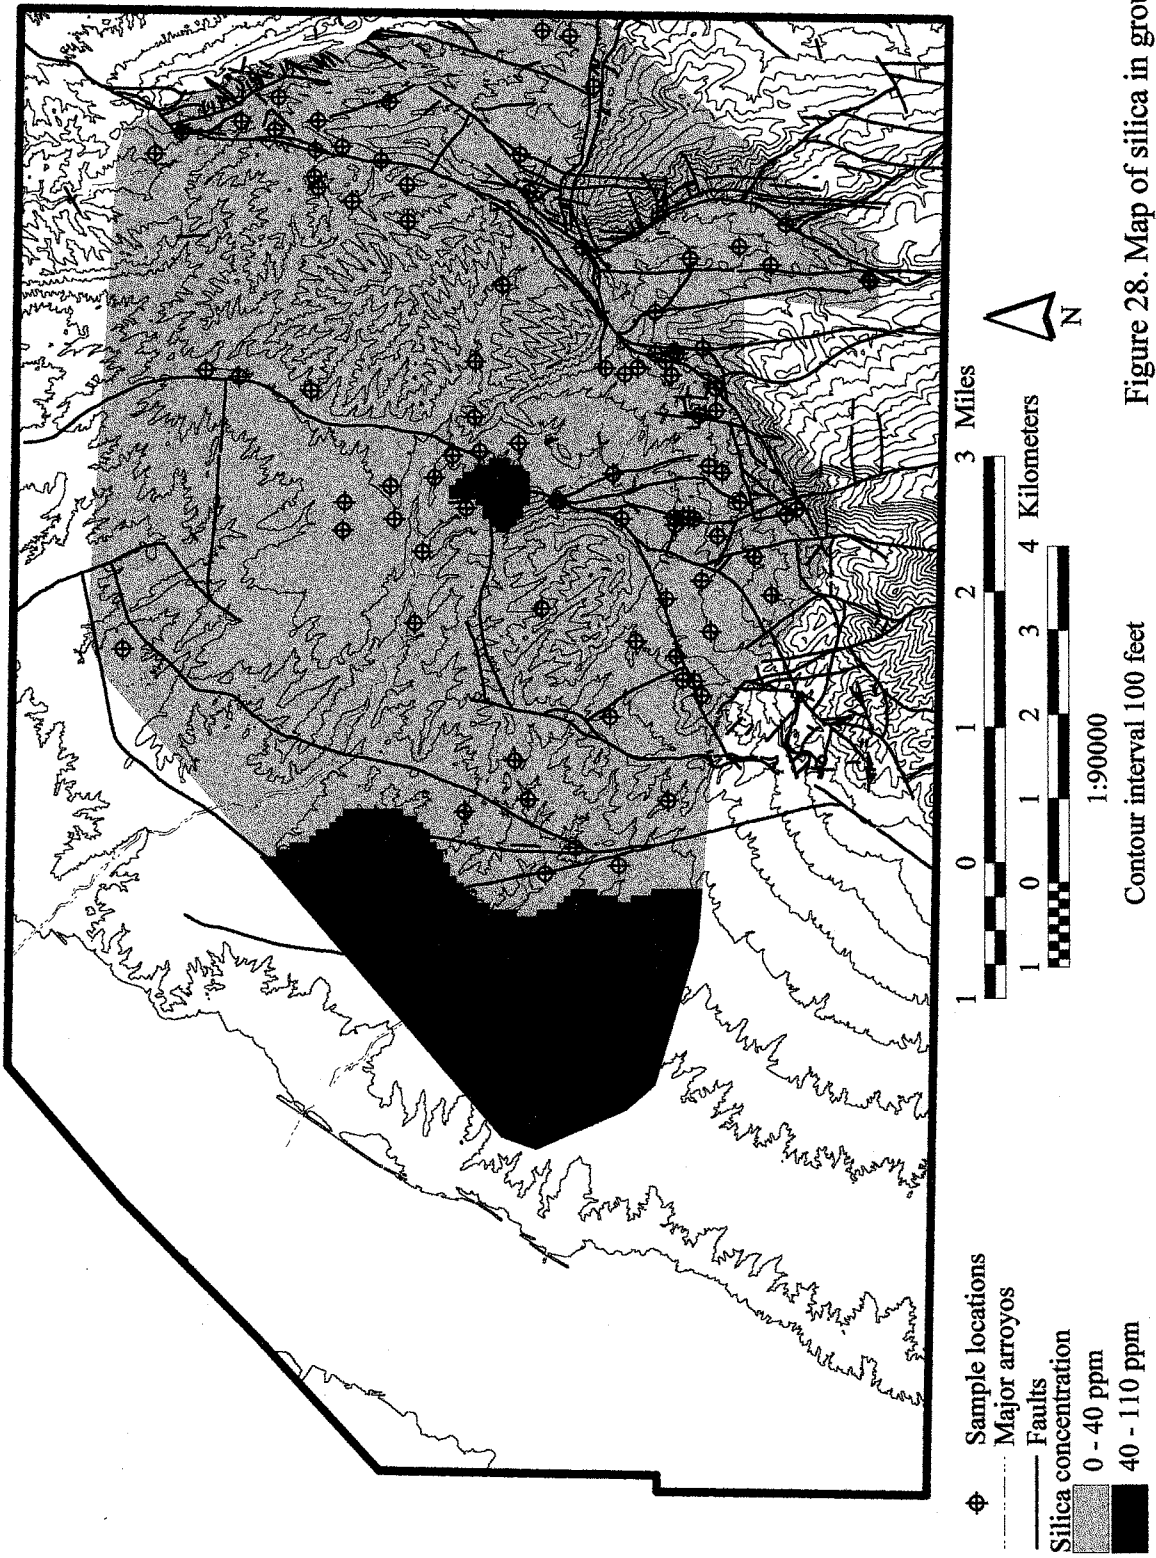 Sample locations
Major arroyos
Faults
Silica concentration
0 - 40 ppm
40 - 110 ppm
1 0 1 2 3 Miles
1 0 1 2 3 4 Kilometers
1:90000
Contour interval 100 feet
N
Figure 28. Map of silica in